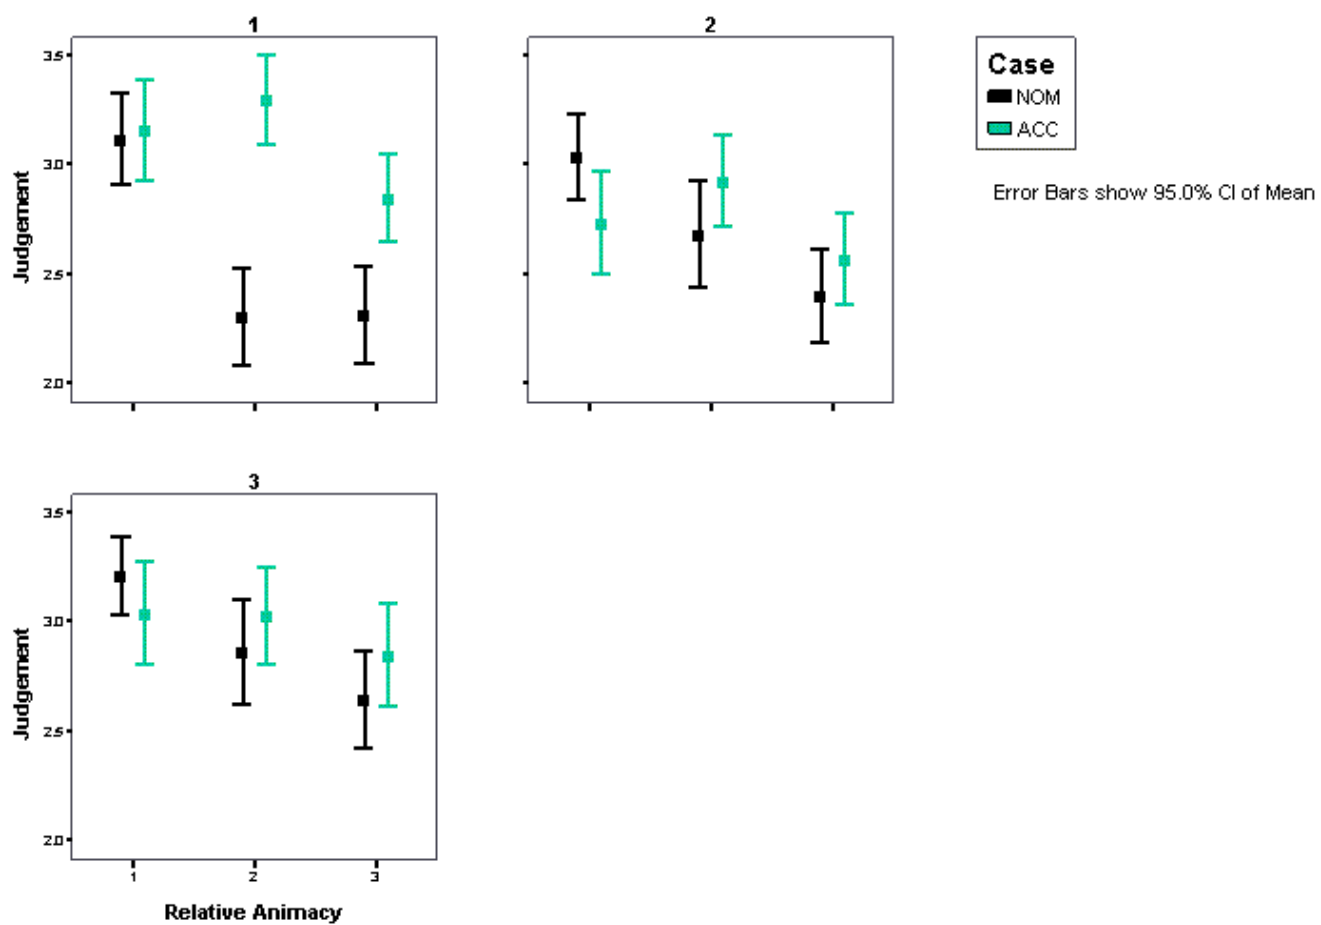 1
2
3.5
3.0
2.5
2.0
Judgement
Case
NOM
ACC
Error Bars show 95.0% CI of Mean
3
3.5
3.0
2.5
2.0
Judgement
1
2
3
Relative Animacy